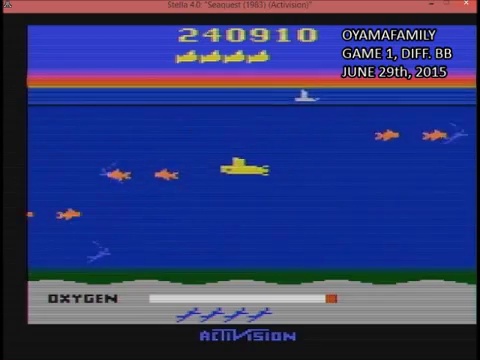 Stella 4.0: "Seaquest (1983) (Activision)"
240910
OYAMAFAMILY
GAME 1, DIFF. BB
JUNE 29th, 2015
OXYGEN
ACTIVISION